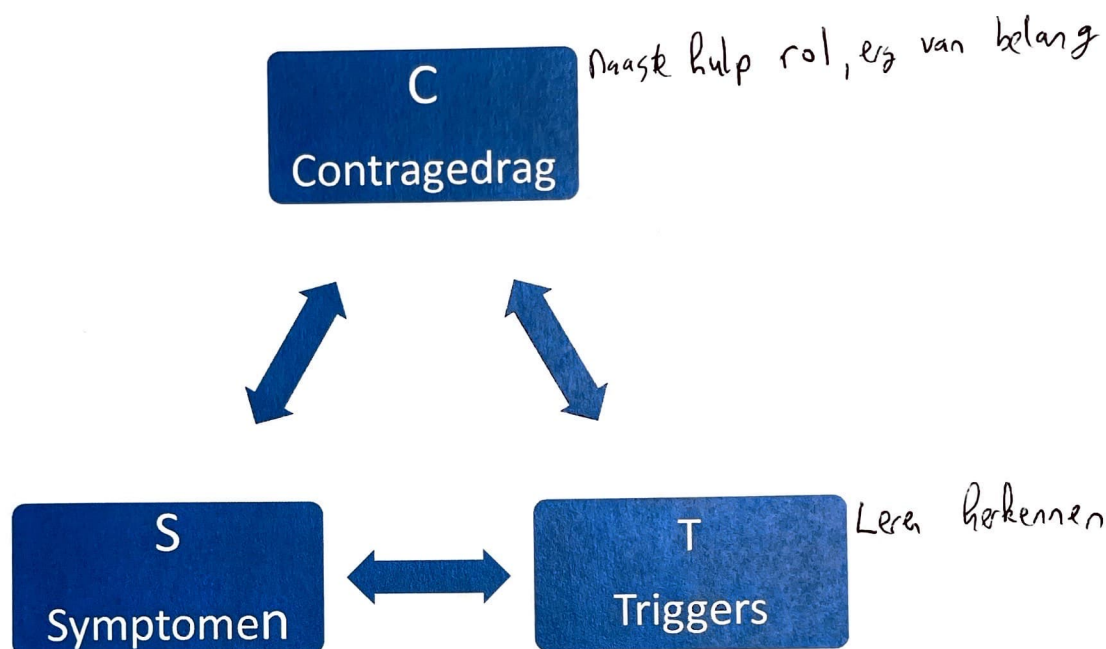 C
Contragedrag
naaste hulp rol, erg van belang
S
Symptomen
T
Triggers
Leren herkennen